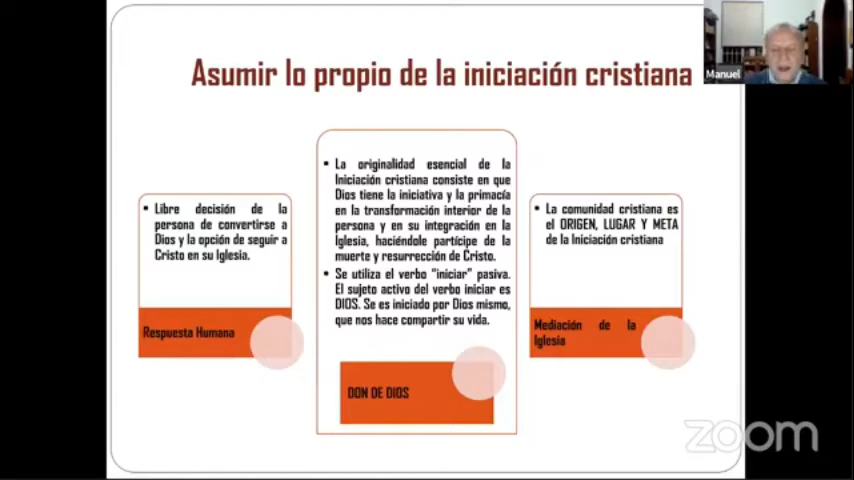 Asumir lo propio de la iniciación cristiana
Manuel
▪ Libre decisión de la
persona de convertirse a
Dios y la opción de seguir a
Cristo en su Iglesia.
Respuesta Humana
▪ La originalidad esencial de la
Iniciación cristiana consiste en que
Dios tiene la iniciativa y la primacía
en la transformación interior de la
persona y en su integración en la
Iglesia, haciéndole partícipe de la
muerte y resurrección de Cristo.
▪ Se utiliza el verbo "iniciar" pasiva.
El sujeto activo del verbo iniciar es
DIOS. Se es iniciado por Dios mismo,
que nos hace compartir su vida.
DON DE DIOS
▪ La comunidad cristiana es
el ORIGEN, LUGAR Y META
de la Iniciación cristiana
Mediación de la
Iglesia
zoom